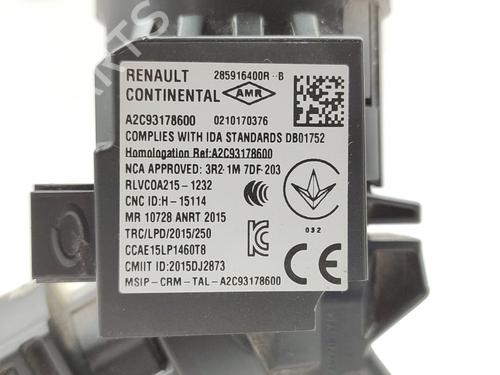 RENAULT 285916400R--B
CONTINENTAL AMR
A2C93178600 0210170376
COMPLIES WITH IDA STANDARDS DB01752
Homologation Ref:A2C93178600
NCA APPROVED: 3R2-1M-7DF-203
RLVCOA215-1232
CNC ID:H-15114
MR 10728 ANRT 2015
TRC/LPD/2015/250
CCAE15LP1460T8
CMIIT ID:2015DJ2873
MSIP-CRM-TAL-A2C93178600
032
CE